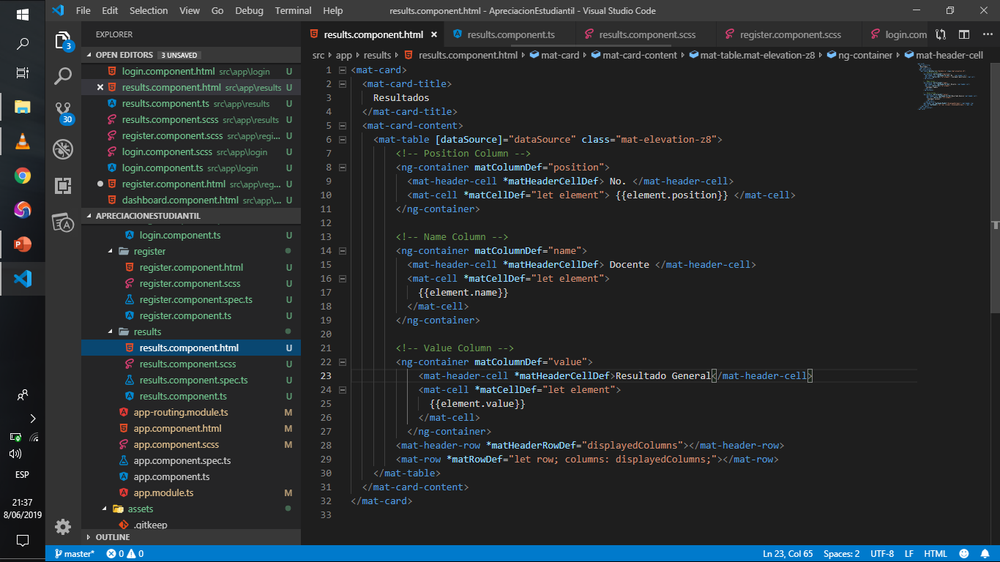 File Edit Selection View Go Debug Terminal Help
results.component.html - ApreciacionEstudiantil - Visual Studio Code
EXPLORER
OPEN EDITORS 3 UNSAVED
login.component.html src\app\login U
results.component.html src\app\results U
results.component.ts src\app\results U
results.component.scss src\app\results U
register.component.scss src\app\regi... U
login.component.scss src\app\login U
login.component.ts src\app\login U
register.component.html src\app\reg... U
dashboard.component.html src\app\... U
APRECIACIONESTUDIANTIL
login.component.ts U
register
register.component.html U
register.component.scss U
register.component.spec.ts U
register.component.ts U
results
results.component.html U
results.component.scss U
results.component.spec.ts U
results.component.ts U
app-routing.module.ts M
app.component.html M
app.component.scss M
app.component.spec.ts
app.component.ts
app.module.ts M
assets
.gitkeep
OUTLINE
3
30
results.component.html
results.component.ts
results.component.scss
register.component.scss
login.com
src > app > results > results.component.html > mat-card > mat-card-content > mat-table.mat-elevation-z8 > ng-container > mat-header-cell
1 <mat-card>
2 <mat-card-title>
3 Resultados
4 </mat-card-title>
5 <mat-card-content>
6 <mat-table [dataSource]="dataSource" class="mat-elevation-z8">
7 <!-- Position Column -->
8 <ng-container matColumnDef="position">
9 <mat-header-cell *matHeaderCellDef> No. </mat-header-cell>
10 <mat-cell *matCellDef="let element"> {{element.position}} </mat-cell>
11 </ng-container>
12
13 <!-- Name Column -->
14 <ng-container matColumnDef="name">
15 <mat-header-cell *matHeaderCellDef> Docente </mat-header-cell>
16 <mat-cell *matCellDef="let element">
17 {{element.name}}
18 </mat-cell>
19 </ng-container>
20
21 <!-- Value Column -->
22 <ng-container matColumnDef="value">
23 <mat-header-cell *matHeaderCellDef>Resultado General</mat-header-cell>
24 <mat-cell *matCellDef="let element">
25 {{element.value}}
26 </mat-cell>
27 </ng-container>
28 <mat-header-row *matHeaderRowDef="displayedColumns"></mat-header-row>
29 <mat-row *matRowDef="let row; columns: displayedColumns;"></mat-row>
30 </mat-table>
31 </mat-card-content>
32 </mat-card>
33
ESP
21:37
8/06/2019
master* 0 0
Ln 23, Col 65 Spaces: 2 UTF-8 LF HTML